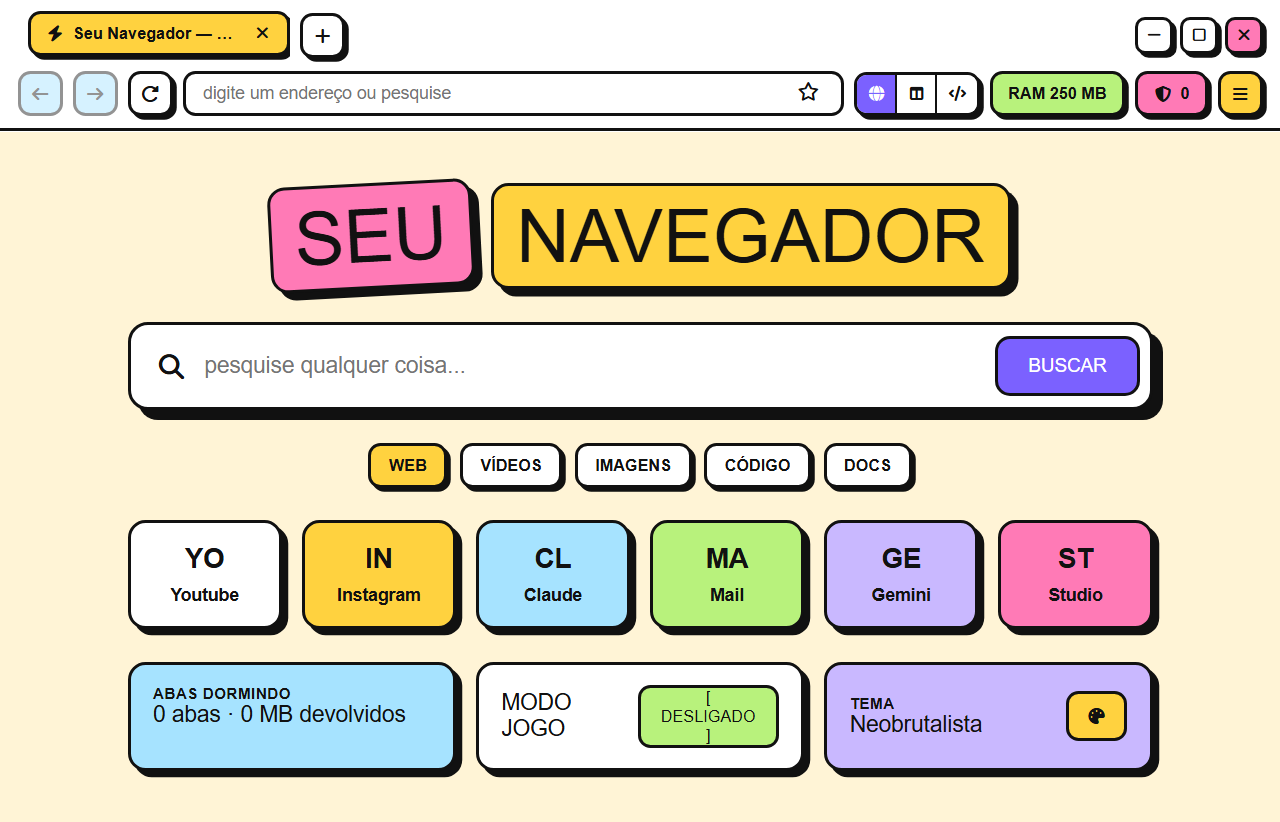 Seu Navegador — ...
digite um endereço ou pesquise
RAM 250 MB
0
SEU NAVEGADOR
pesquise qualquer coisa...
BUSCAR
WEB
VÍDEOS
IMAGENS
CÓDIGO
DOCS
YO
Youtube
IN
Instagram
CL
Claude
MA
Mail
GE
Gemini
ST
Studio
ABAS DORMINDO
0 abas · 0 MB devolvidos
MODO
JOGO
[
DESLIGADO
]
TEMA
Neobrutalista